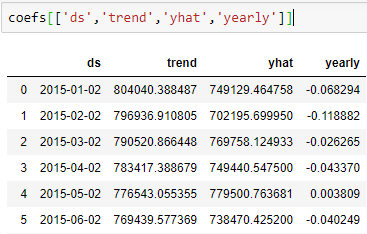 coefs[['ds','trend','yhat','yearly']]
ds trend yhat yearly
0 2015-01-02 804040.388487 749129.464758 -0.068294
1 2015-02-02 796936.910805 702195.699950 -0.118882
2 2015-03-02 790520.866448 769758.124933 -0.026265
3 2015-04-02 783417.388679 749440.547500 -0.043370
4 2015-05-02 776543.055355 779500.763681 0.003809
5 2015-06-02 769439.577369 738470.425200 -0.040249